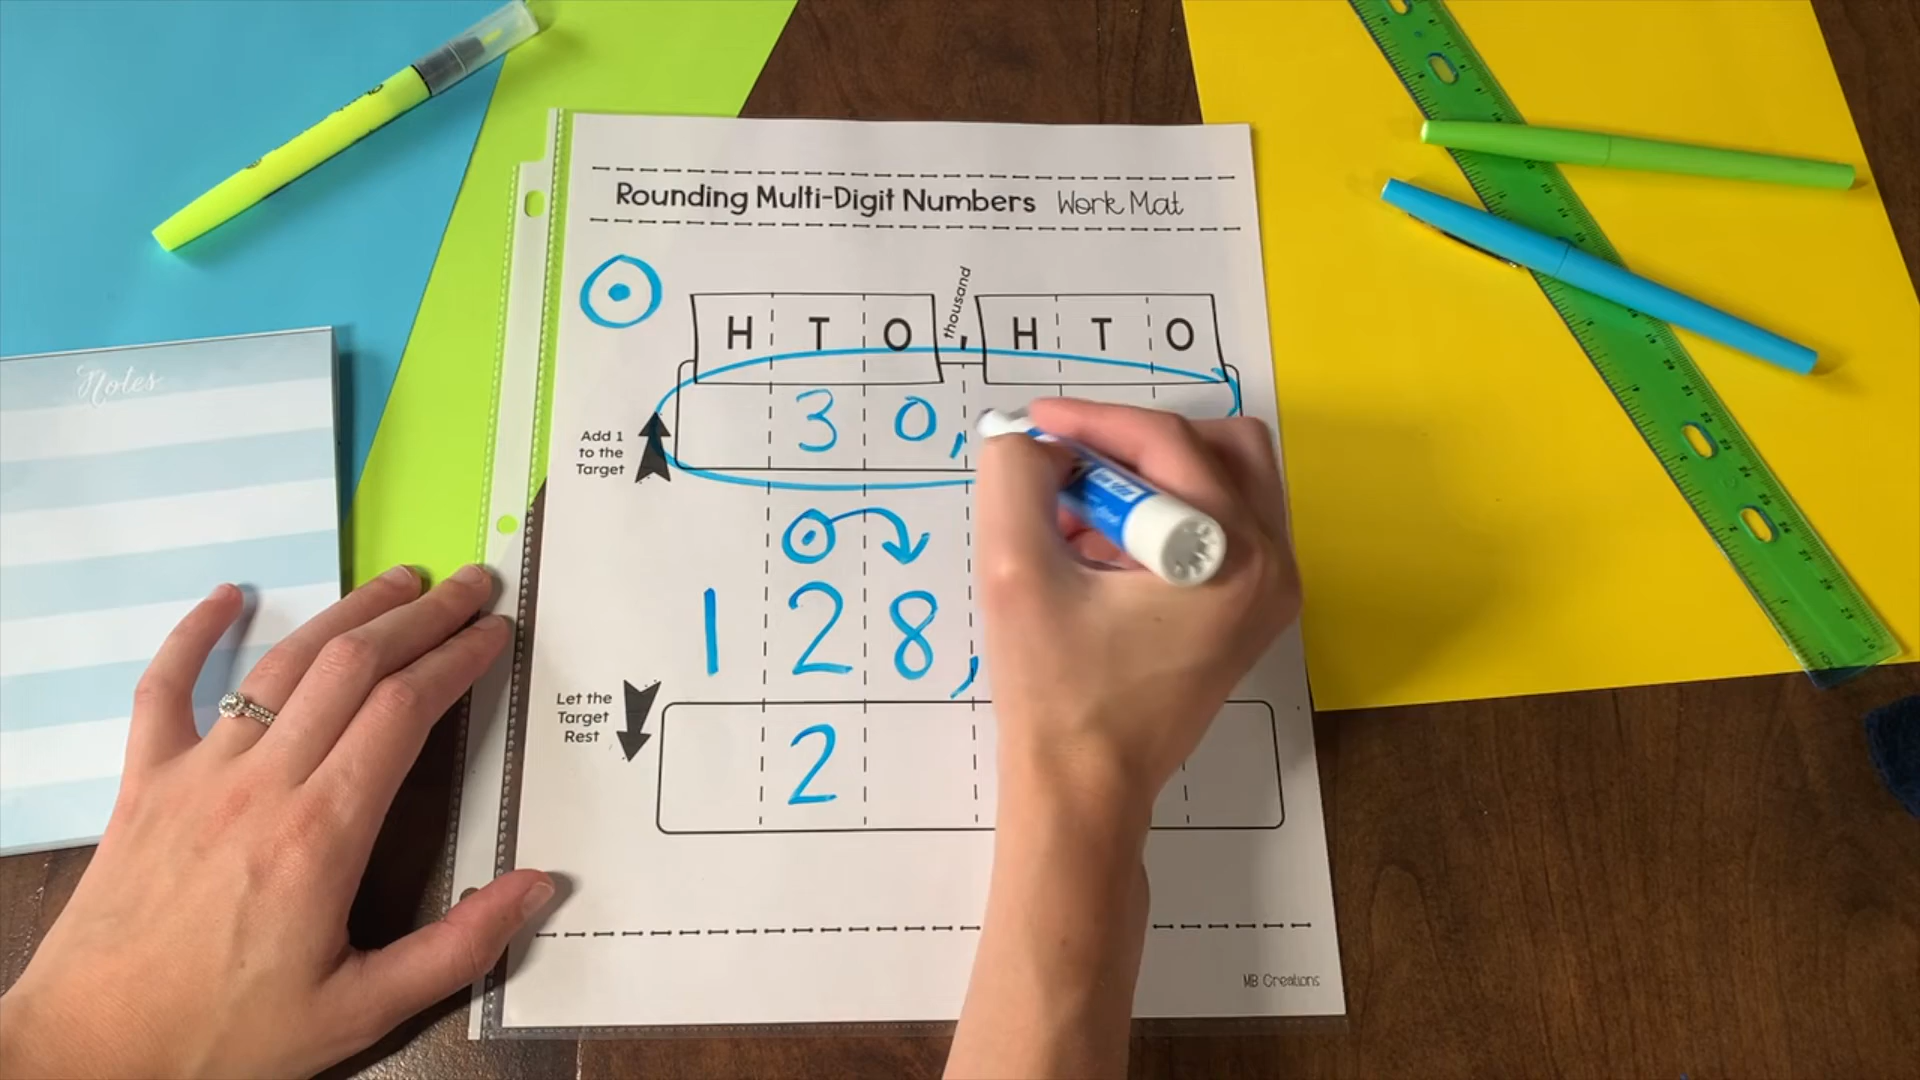 Rounding Multi-Digit Numbers Work Mat
thousand
H T O , H T O
3 0,
Add 1
to the
Target
1 2 8,
Let the
Target
Rest
2
Notes
MB Creations